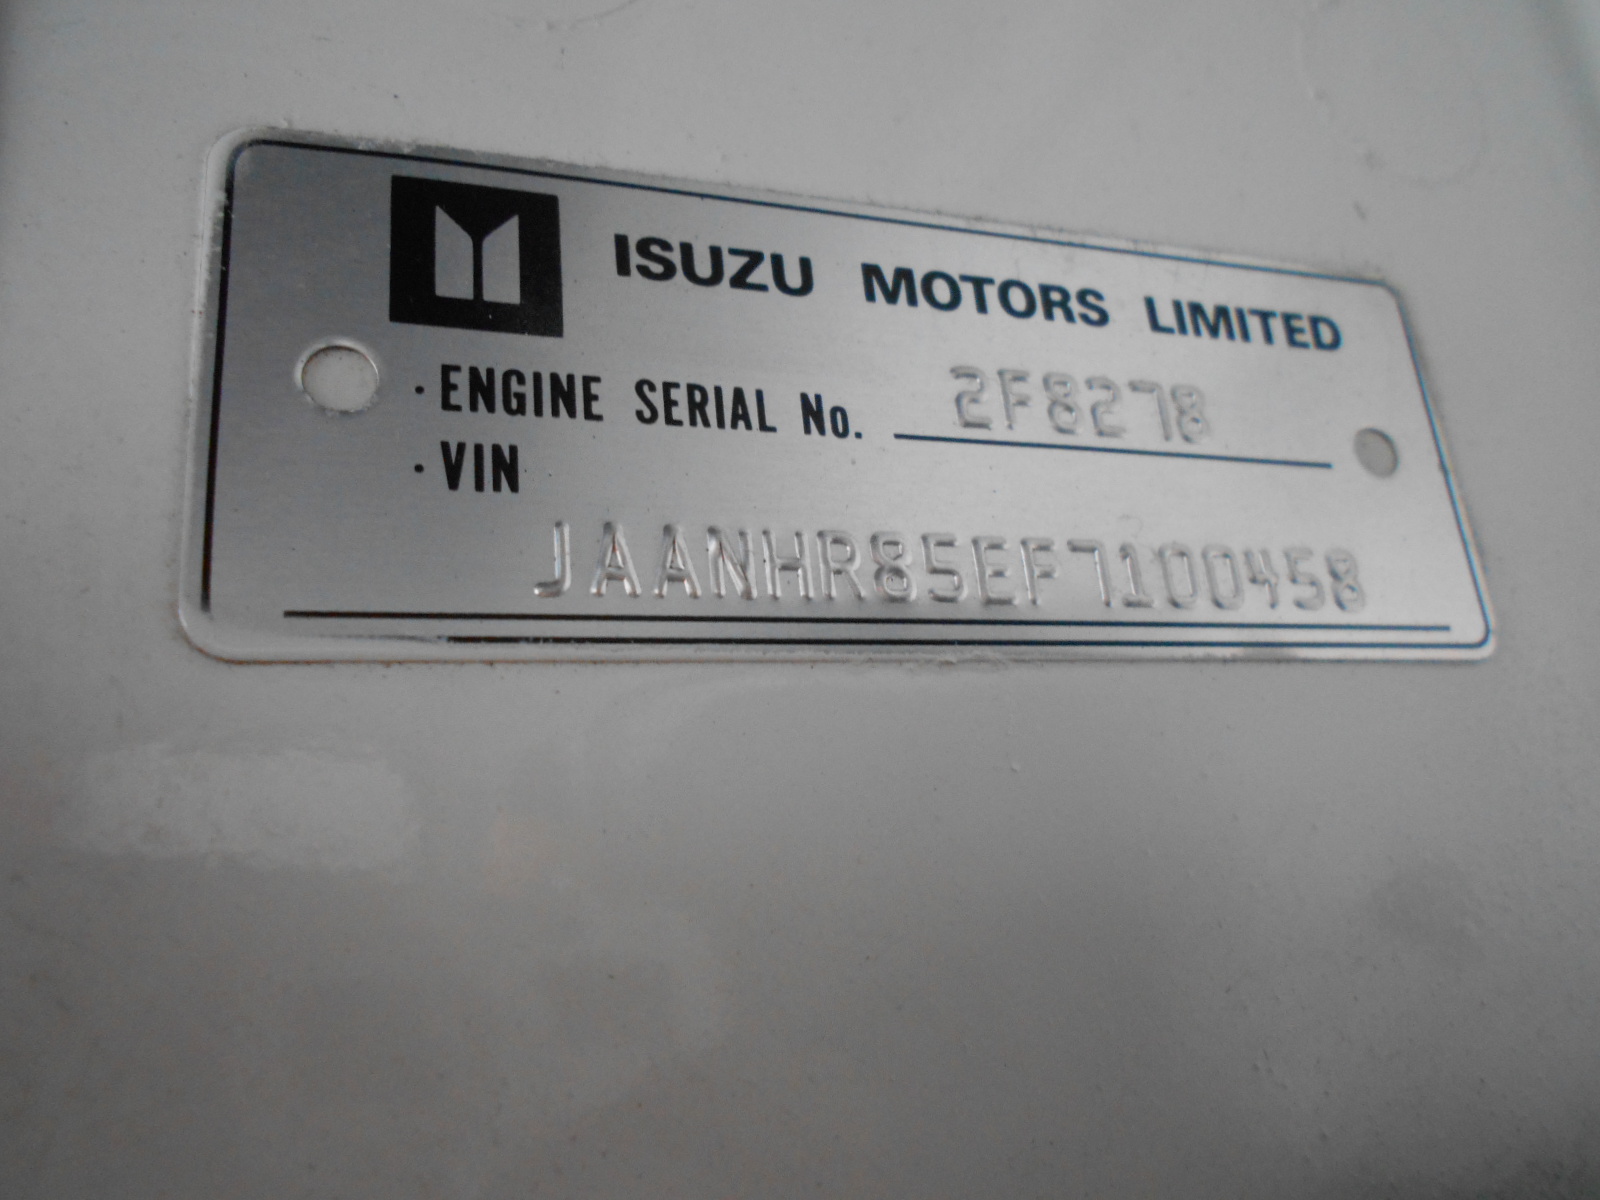 ISUZU MOTORS LIMITED
· ENGINE SERIAL No. 2F8278
· VIN
JAANHR85EF7100458